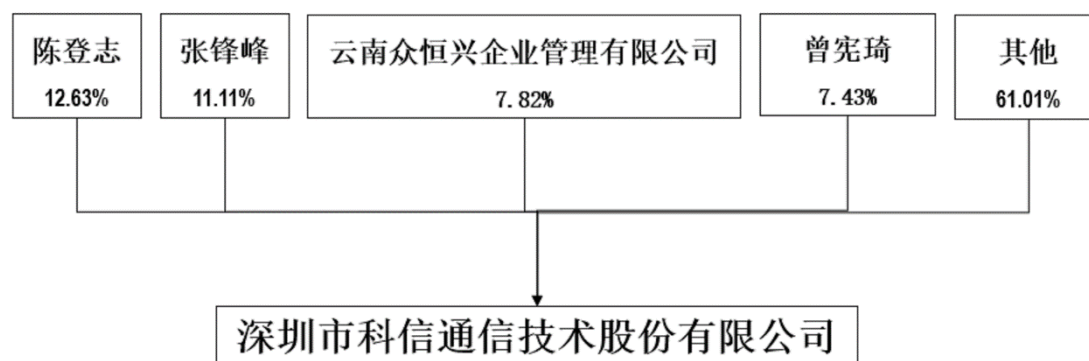 陈登志
12.63%
张锋峰
11.11%
云南众恒兴企业管理有限公司
7.82%
曾宪琦
7.43%
其他
61.01%
深圳市科信通信技术股份有限公司